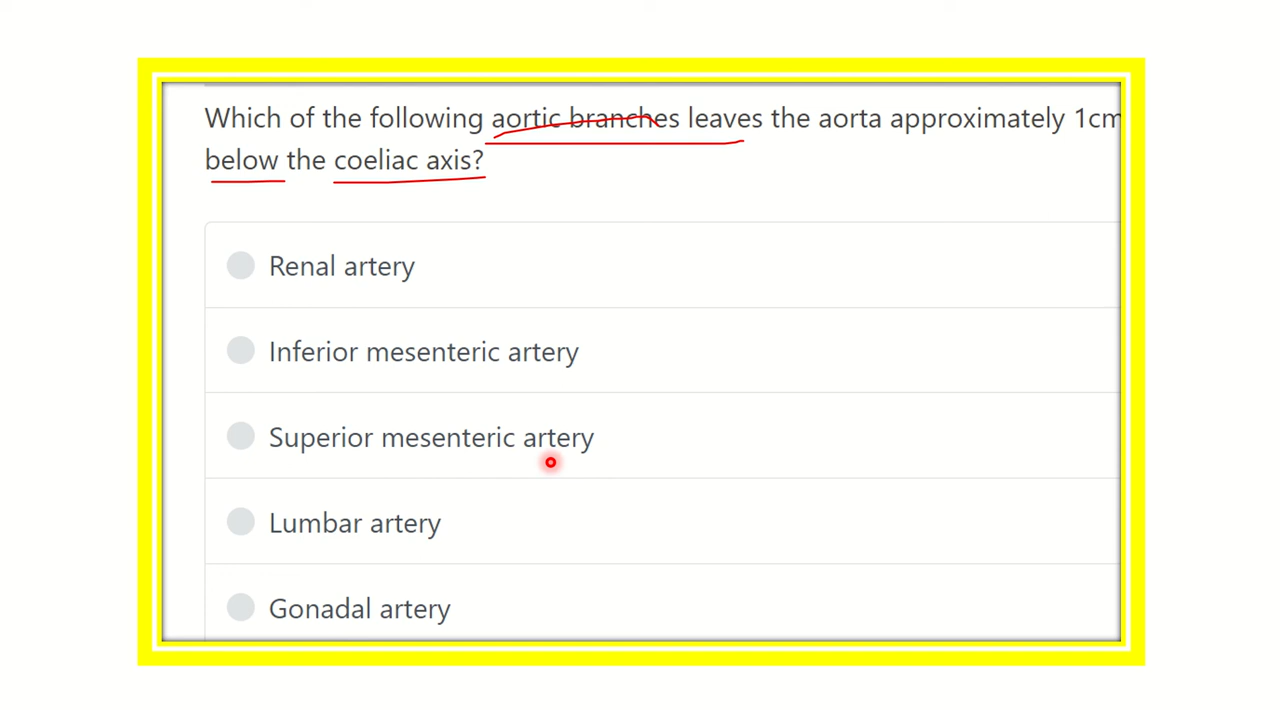 Which of the following aortic branches leaves the aorta approximately 1cm
below the coeliac axis?
Renal artery
Inferior mesenteric artery
Superior mesenteric artery
Lumbar artery
Gonadal artery